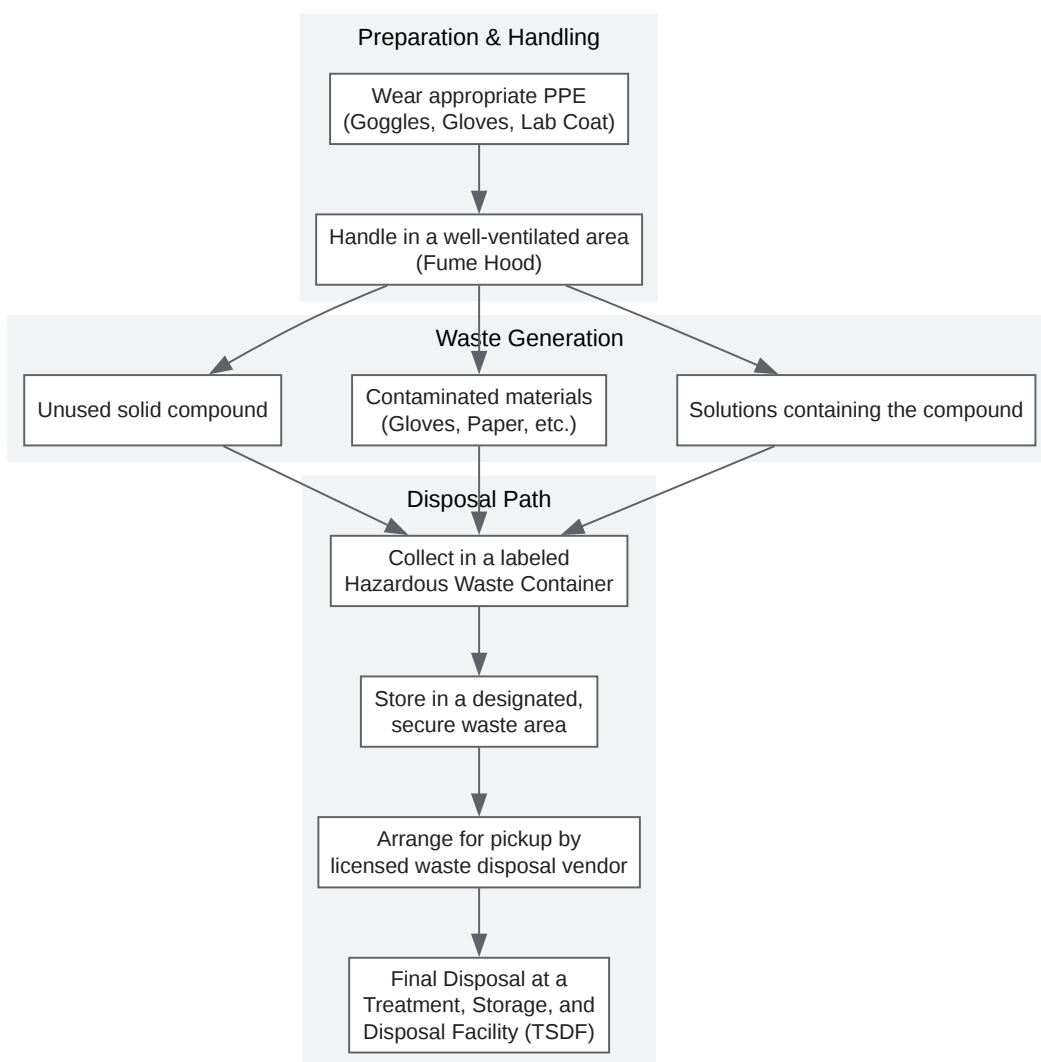 Preparation & Handling
Wear appropriate PPE
(Goggles, Gloves, Lab Coat)
Handle in a well-ventilated area
(Fume Hood)
Waste Generation
Unused solid compound
Contaminated materials
(Gloves, Paper, etc.)
Solutions containing the compound
Disposal Path
Collect in a labeled
Hazardous Waste Container
Store in a designated,
secure waste area
Arrange for pickup by
licensed waste disposal vendor
Final Disposal at a
Treatment, Storage, and
Disposal Facility (TSDF)